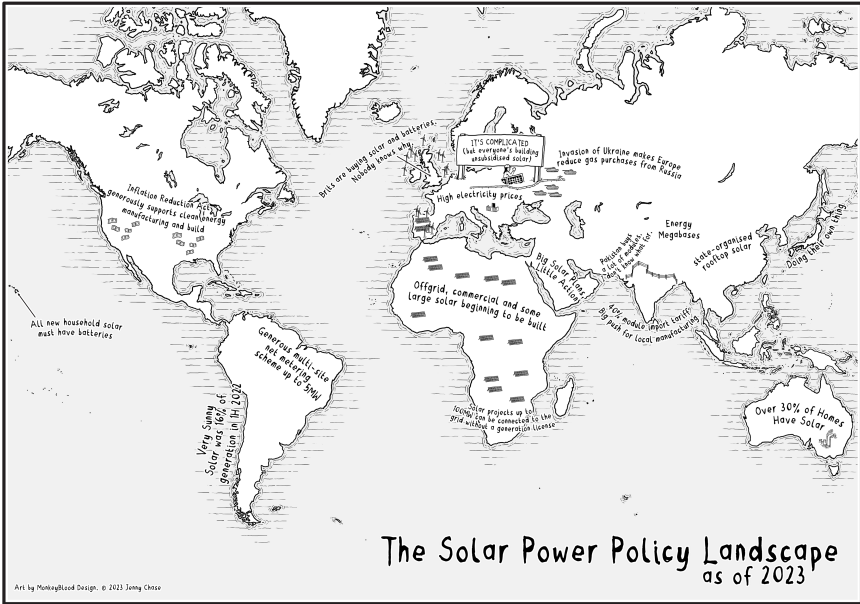 Brits are buying solar and batteries.
Nobody knows why.
IT'S COMPLICATED
(but everyone's building
unsubsidised solar)
Invasion of Ukraine makes Europe
reduce gas purchases from Russia
High electricity prices
Inflation Reduction Act
generously supports clean energy
manufacturing and build
All new household solar
must have batteries
Generous multi-site
net metering
scheme up to 5MW
Very Sunny
Solar was 16% of
generation in 1H 2022
Offgrid, commercial and some
large solar beginning to be built
Big Solar Plans,
Little Action
Solar projects up to
100MW can be connected to the
grid without a generation license
Pakistan buys
a lot of modules,
don't know what for.
Energy
Megabases
state-organised
rooftop solar
Doing their own thing
40% module import tariff.
Big push for local manufacturing
Over 30% of Homes
Have Solar
The Solar Power Policy Landscape
as of 2023
Art by MonkeyBlood Design, © 2023 Jenny Chase